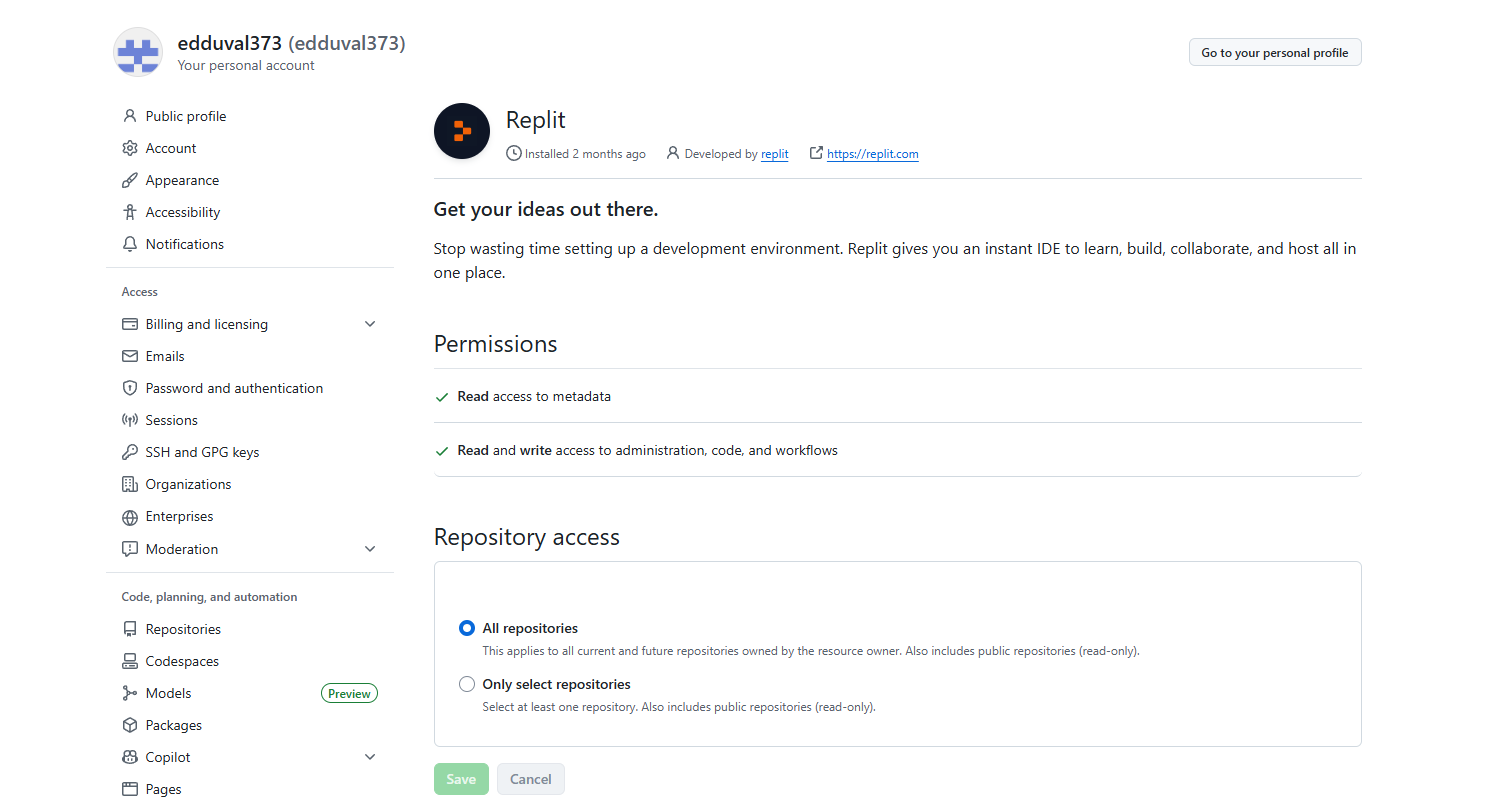 edduval373 (edduval373)
Your personal account
Go to your personal profile
Public profile
Account
Appearance
Accessibility
Notifications
Access
Billing and licensing
Emails
Password and authentication
Sessions
SSH and GPG keys
Organizations
Enterprises
Moderation
Code, planning, and automation
Repositories
Codespaces
Models Preview
Packages
Copilot
Pages
Replit
Installed 2 months ago Developed by replit https://replit.com
Get your ideas out there.
Stop wasting time setting up a development environment. Replit gives you an instant IDE to learn, build, collaborate, and host all in
one place.
Permissions
Read access to metadata
Read and write access to administration, code, and workflows
Repository access
All repositories
This applies to all current and future repositories owned by the resource owner. Also includes public repositories (read-only).
Only select repositories
Select at least one repository. Also includes public repositories (read-only).
Save Cancel